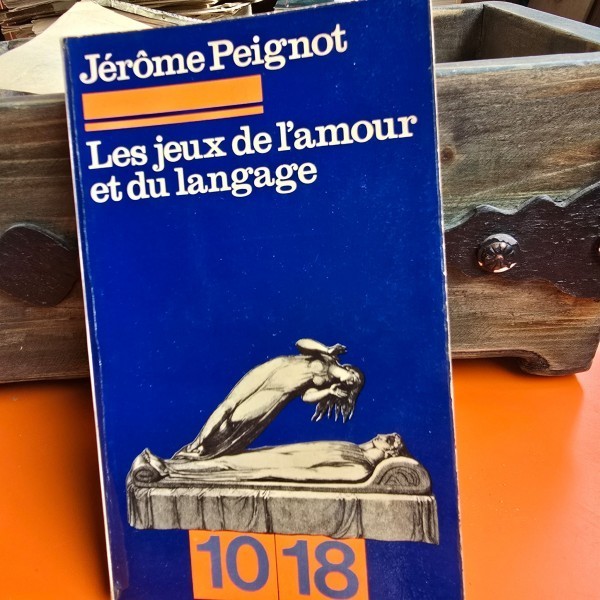 Jérôme Peignot
Les jeux de l'amour
et du langage
10 18